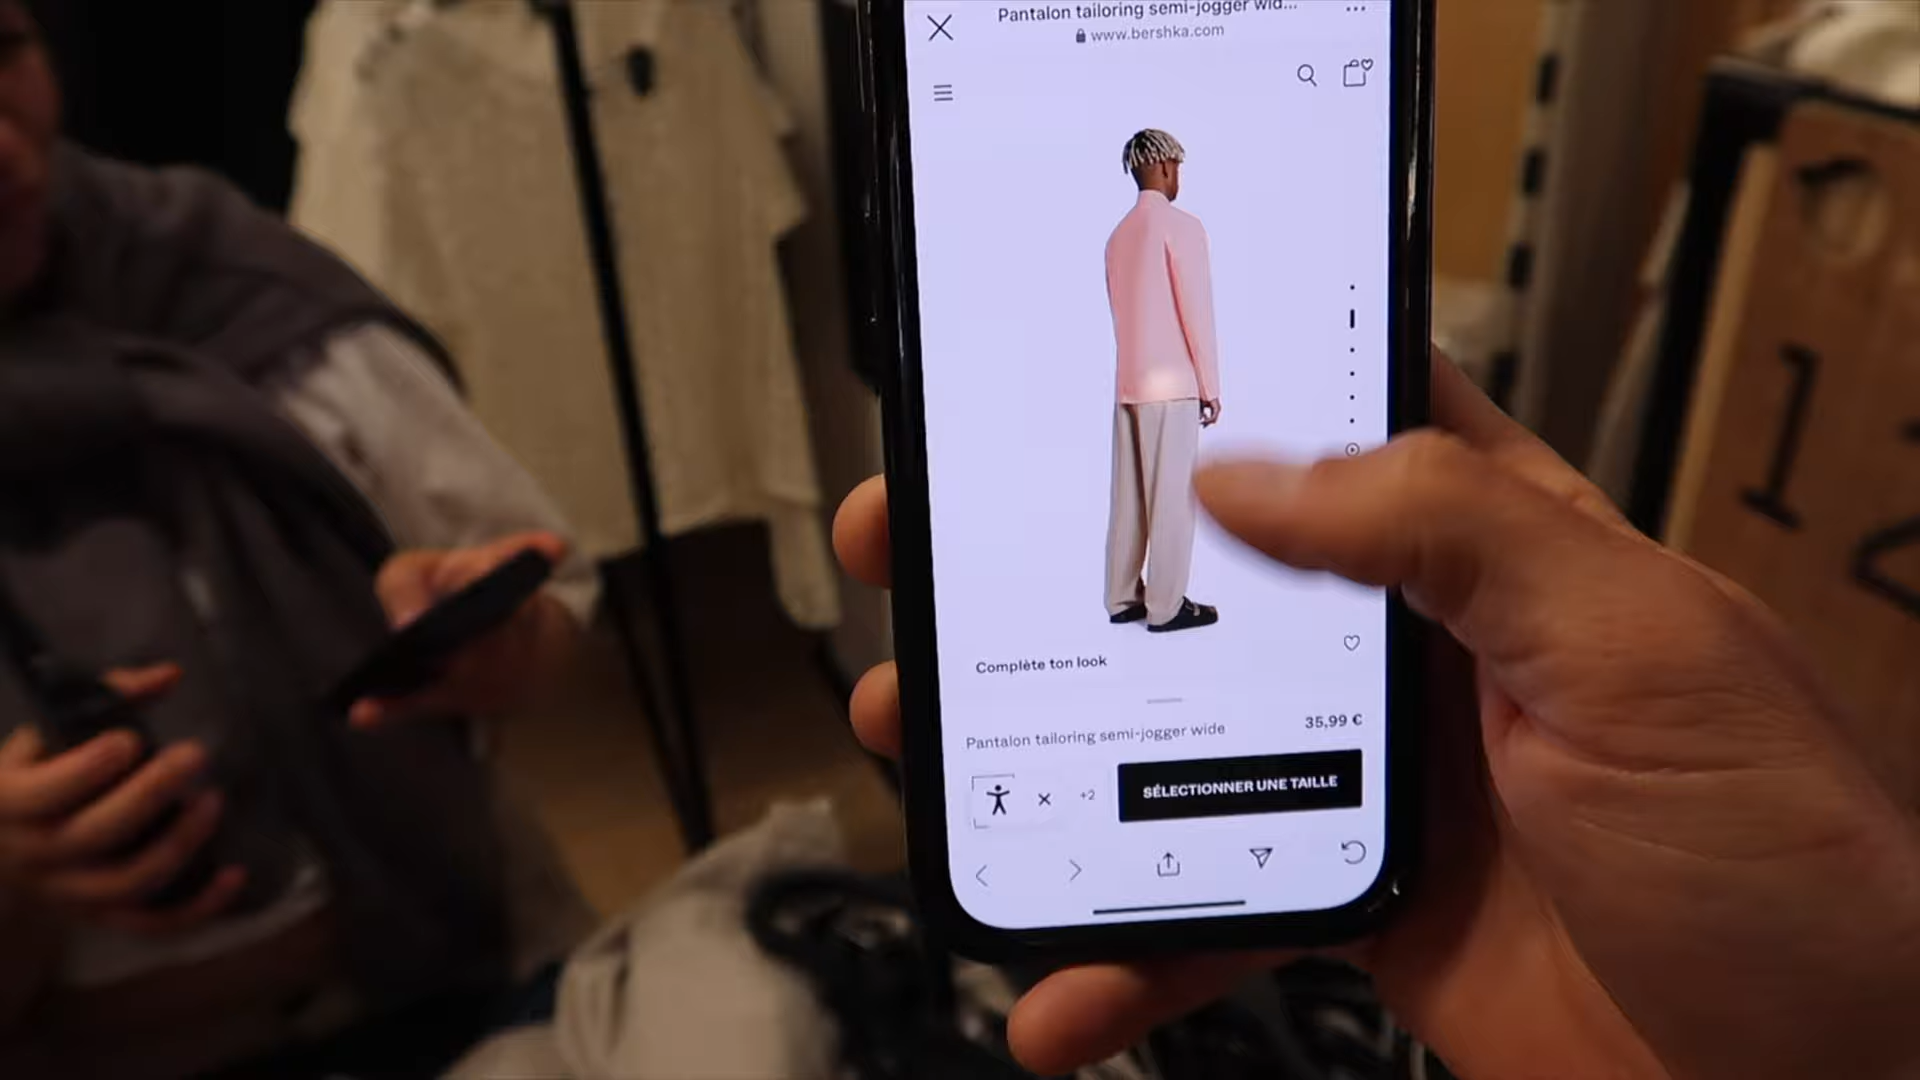 Pantalon tailoring semi-jogger wid...
www.bershka.com
Complète ton look
Pantalon tailoring semi-jogger wide
35,99 €
+2
SÉLECTIONNER UNE TAILLE
1